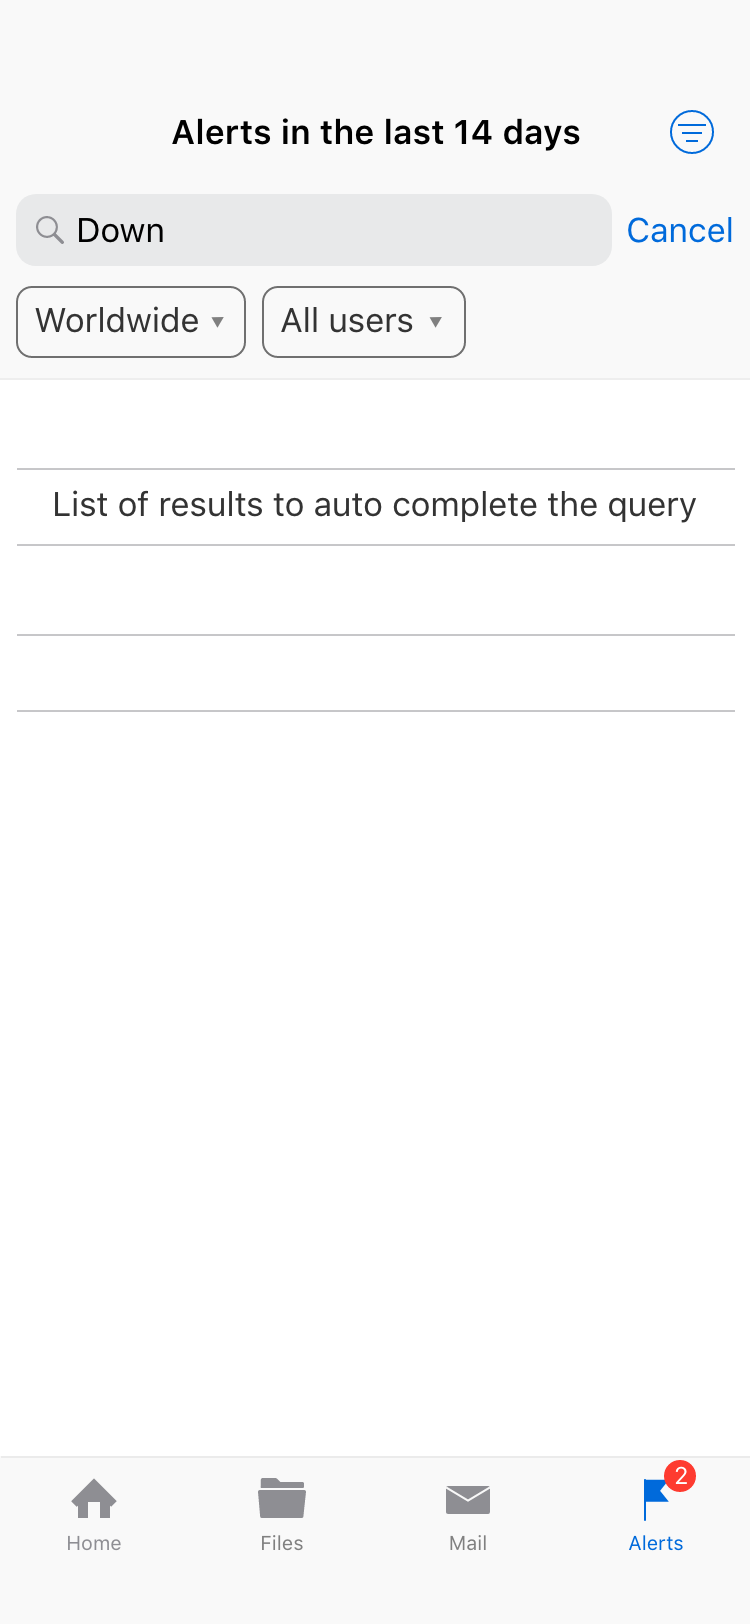 Alerts in the last 14 days
Down
Cancel
Worldwide
All users
List of results to auto complete the query
2
Home
Files
Mail
Alerts